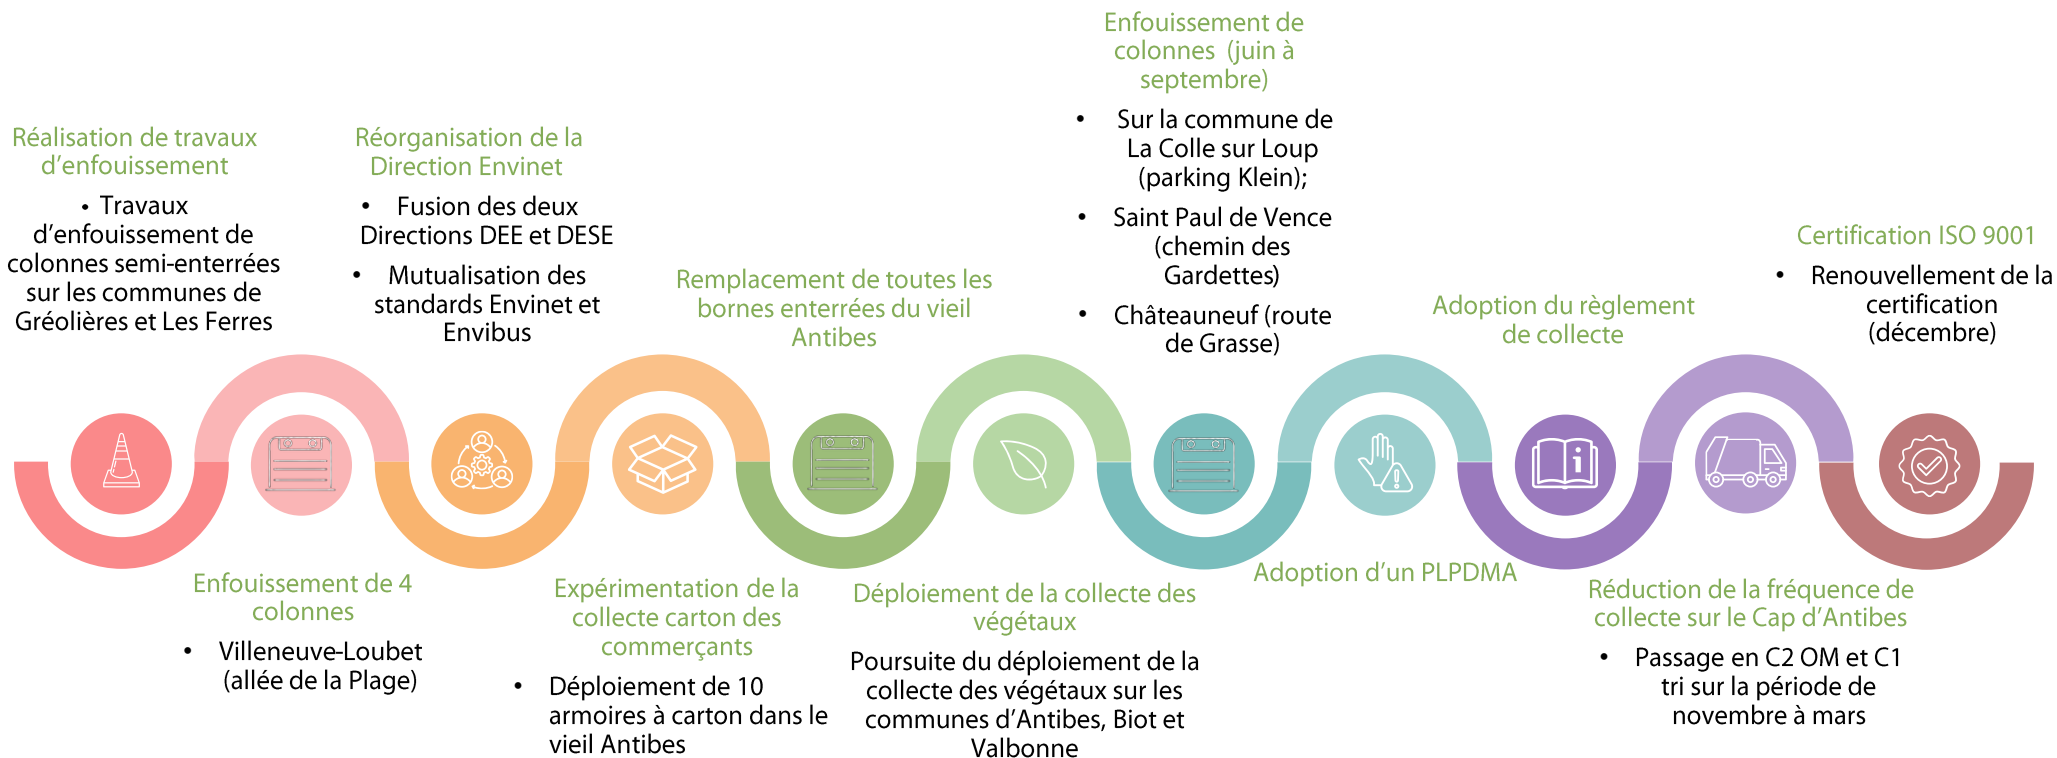 Réalisation de travaux
d’enfouissement
• Travaux
d’enfouissement de
colonnes semi-enterrées
sur les communes de
Gréolières et Les Ferres
Enfouissement de 4
colonnes
• Villeneuve-Loubet
(allée de la Plage)
Réorganisation de la
Direction Envinet
• Fusion des deux
Directions DEE et DESE
• Mutualisation des
standards Envinet et
Envibus
Expérimentation de la
collecte carton des
commerçants
• Déploiement de 10
armoires à carton dans le
vieil Antibes
Remplacement de toutes les
bornes enterrées du vieil
Antibes
Déploiement de la collecte des
végétaux
Poursuite du déploiement de la
collecte des végétaux sur les
communes d’Antibes, Biot et
Valbonne
Enfouissement de
colonnes (juin à
septembre)
• Sur la commune de
La Colle sur Loup
(parking Klein);
• Saint Paul de Vence
(chemin des
Gardettes)
• Châteauneuf (route
de Grasse)
Adoption d’un PLPDMA
Adoption du règlement
de collecte
Réduction de la fréquence de
collecte sur le Cap d’Antibes
• Passage en C2 OM et C1
tri sur la période de
novembre à mars
Certification ISO 9001
• Renouvellement de la
certification
(décembre)